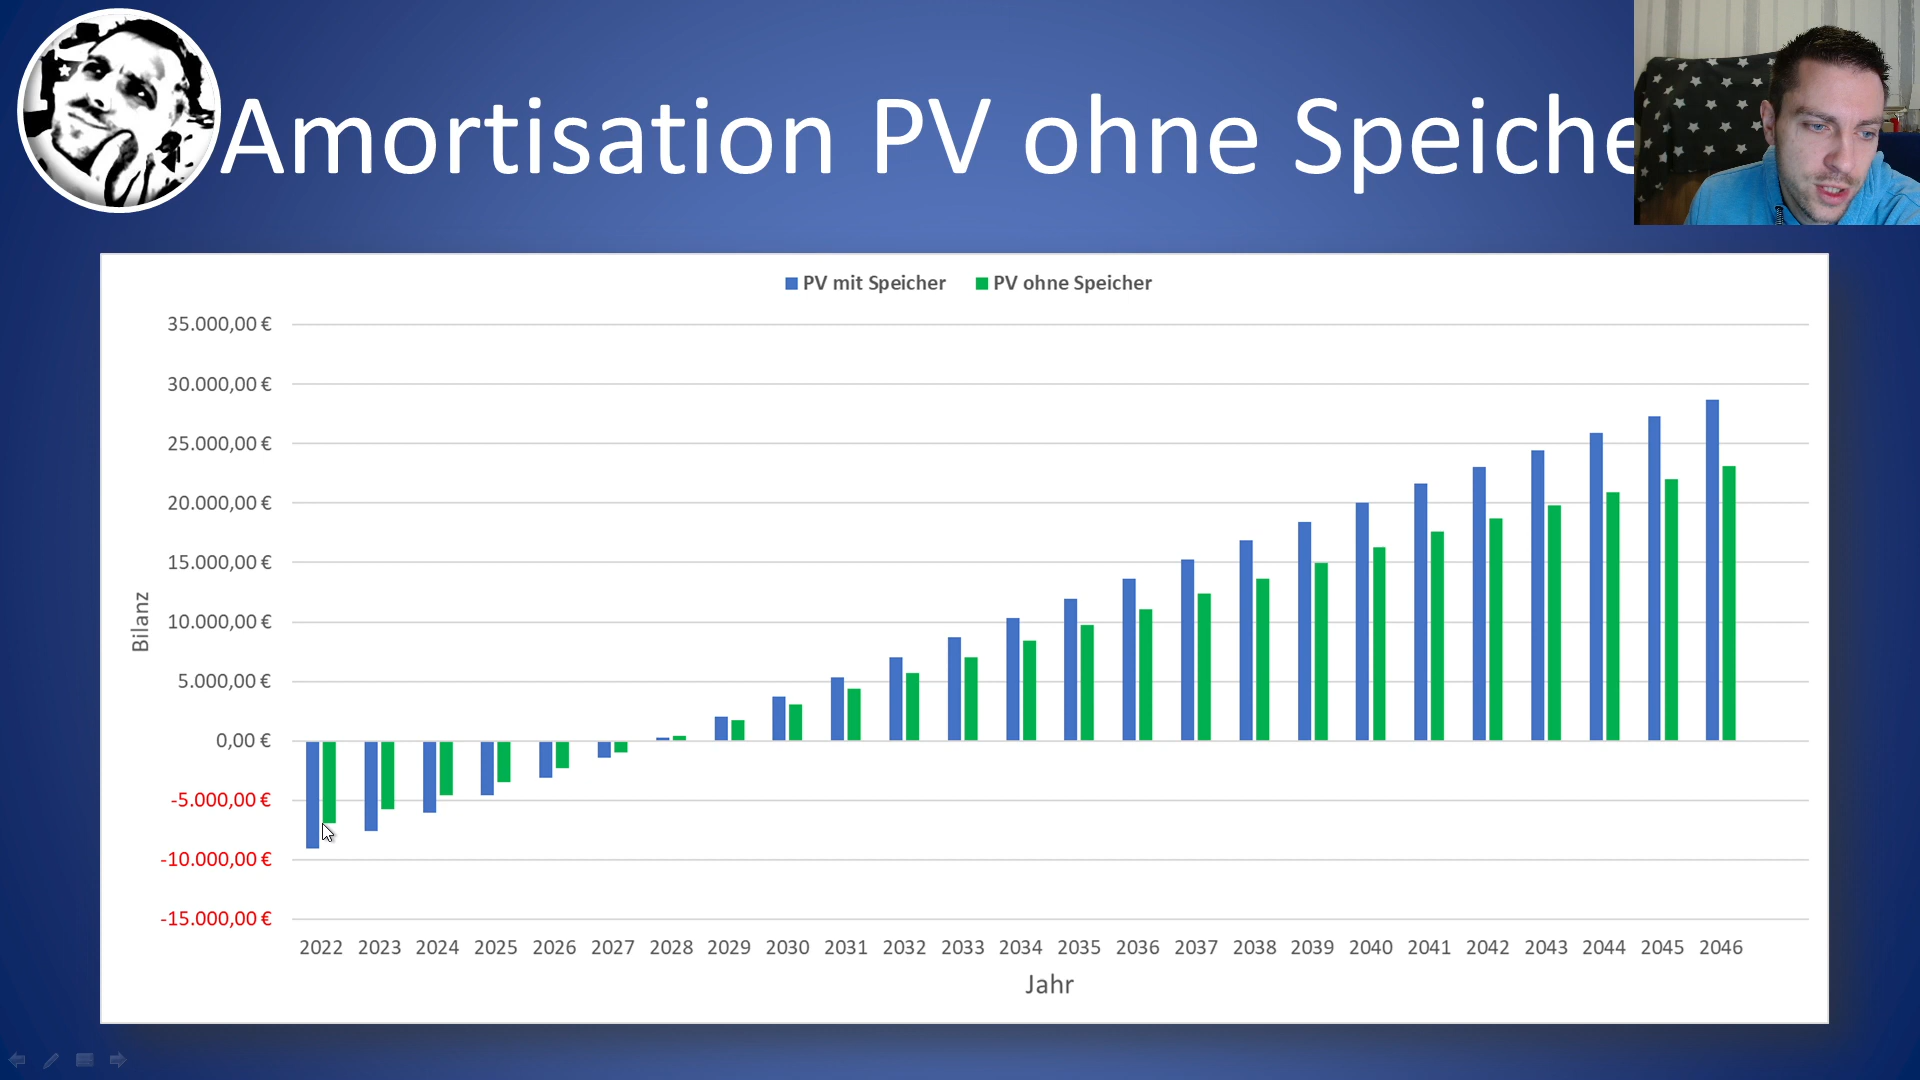 Amortisation PV ohne Speiche
PV mit Speicher PV ohne Speicher
35.000,00 €
30.000,00 €
25.000,00 €
20.000,00 €
15.000,00 €
10.000,00 €
5.000,00 €
0,00 €
-5.000,00 €
-10.000,00 €
-15.000,00 €
Bilanz
2022 2023 2024 2025 2026 2027 2028 2029 2030 2031 2032 2033 2034 2035 2036 2037 2038 2039 2040 2041 2042 2043 2044 2045 2046
Jahr